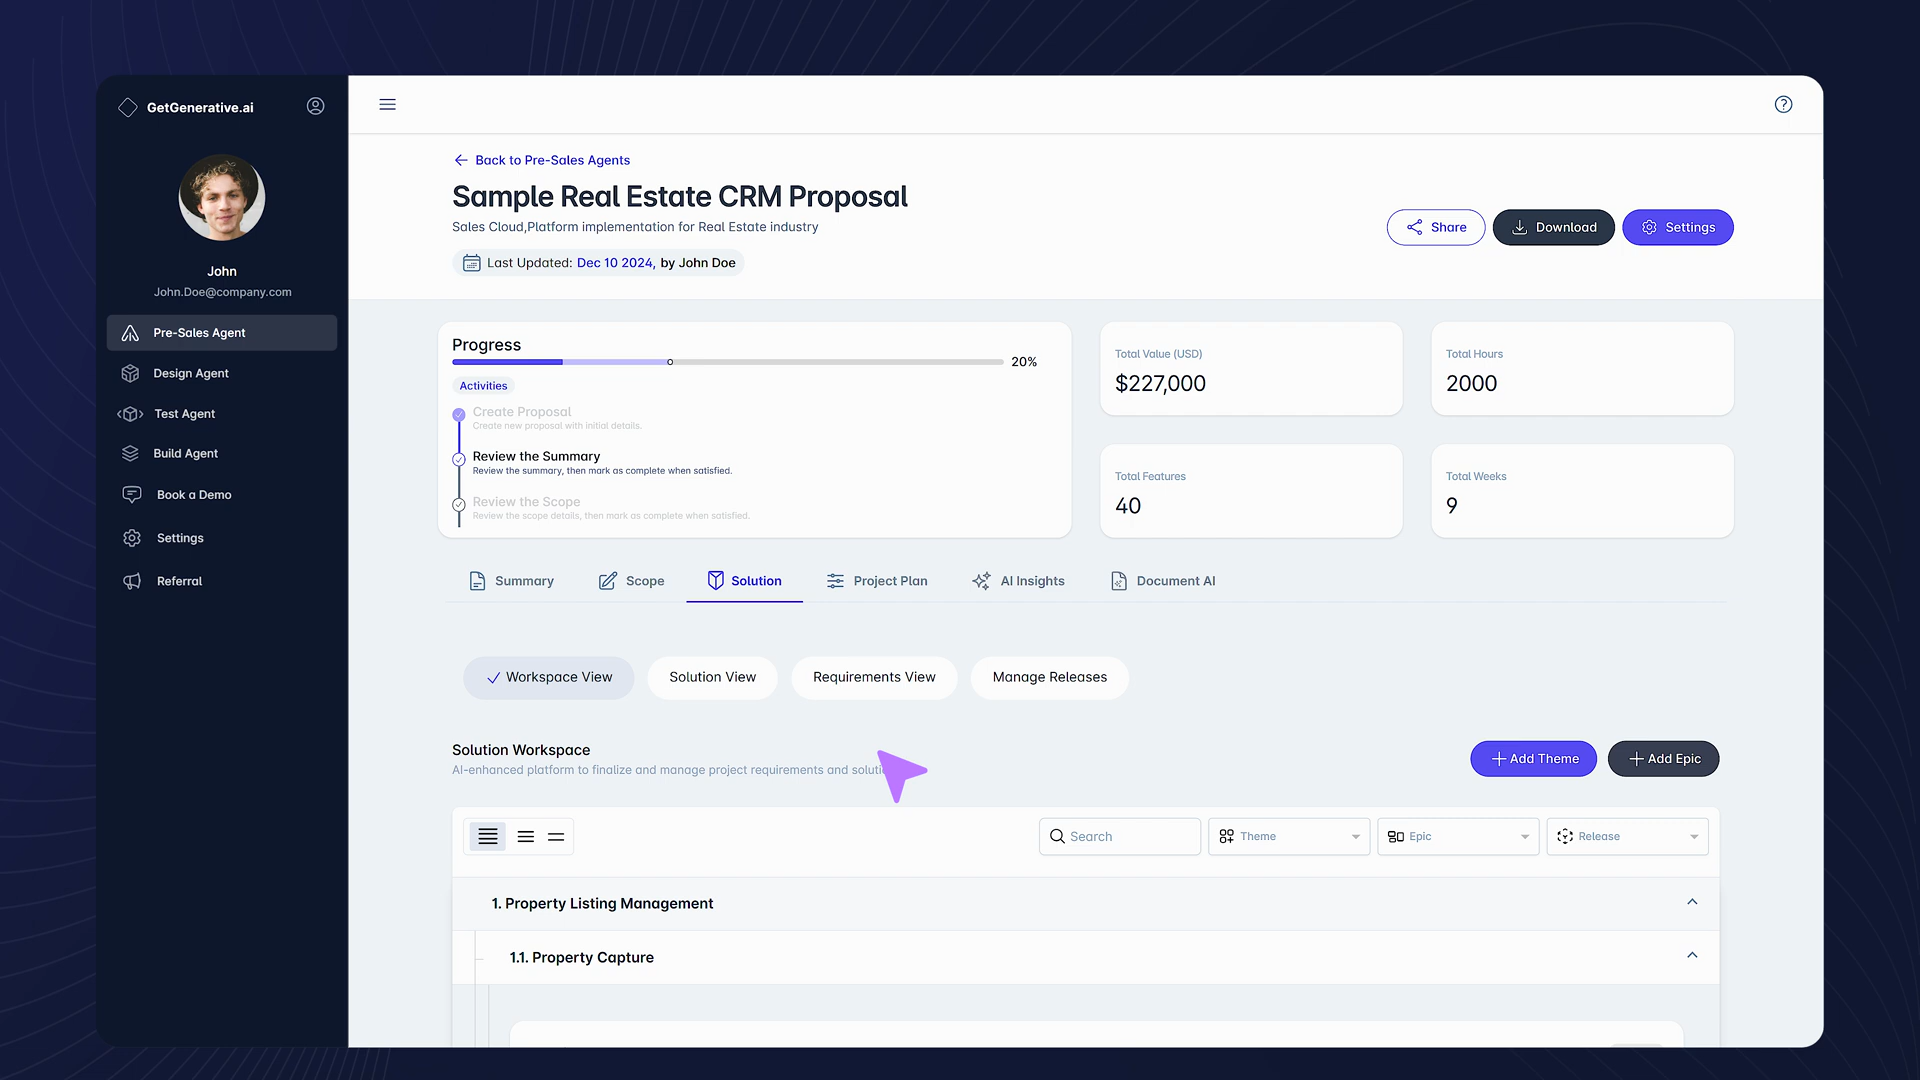 GetGenerative.ai
John
John.Doe@company.com
Pre-Sales Agent
Design Agent
Test Agent
Build Agent
Book a Demo
Settings
Referral
Back to Pre-Sales Agents
Sample Real Estate CRM Proposal
Sales Cloud,Platform implementation for Real Estate industry
Last Updated: Dec 10 2024, by John Doe
Share
Download
Settings
Progress
20%
Activities
Create Proposal
Create new proposal with initial details.
Review the Summary
Review the summary, then mark as complete when satisfied.
Review the Scope
Review the scope details, then mark as complete when satisfied.
Total Value (USD)
$227,000
Total Hours
2000
Total Features
40
Total Weeks
9
Summary
Scope
Solution
Project Plan
AI Insights
Document AI
Workspace View
Solution View
Requirements View
Manage Releases
Solution Workspace
AI-enhanced platform to finalize and manage project requirements and
Add Theme
Add Epic
Search
Theme
Epic
Release
1. Property Listing Management
1.1. Property Capture